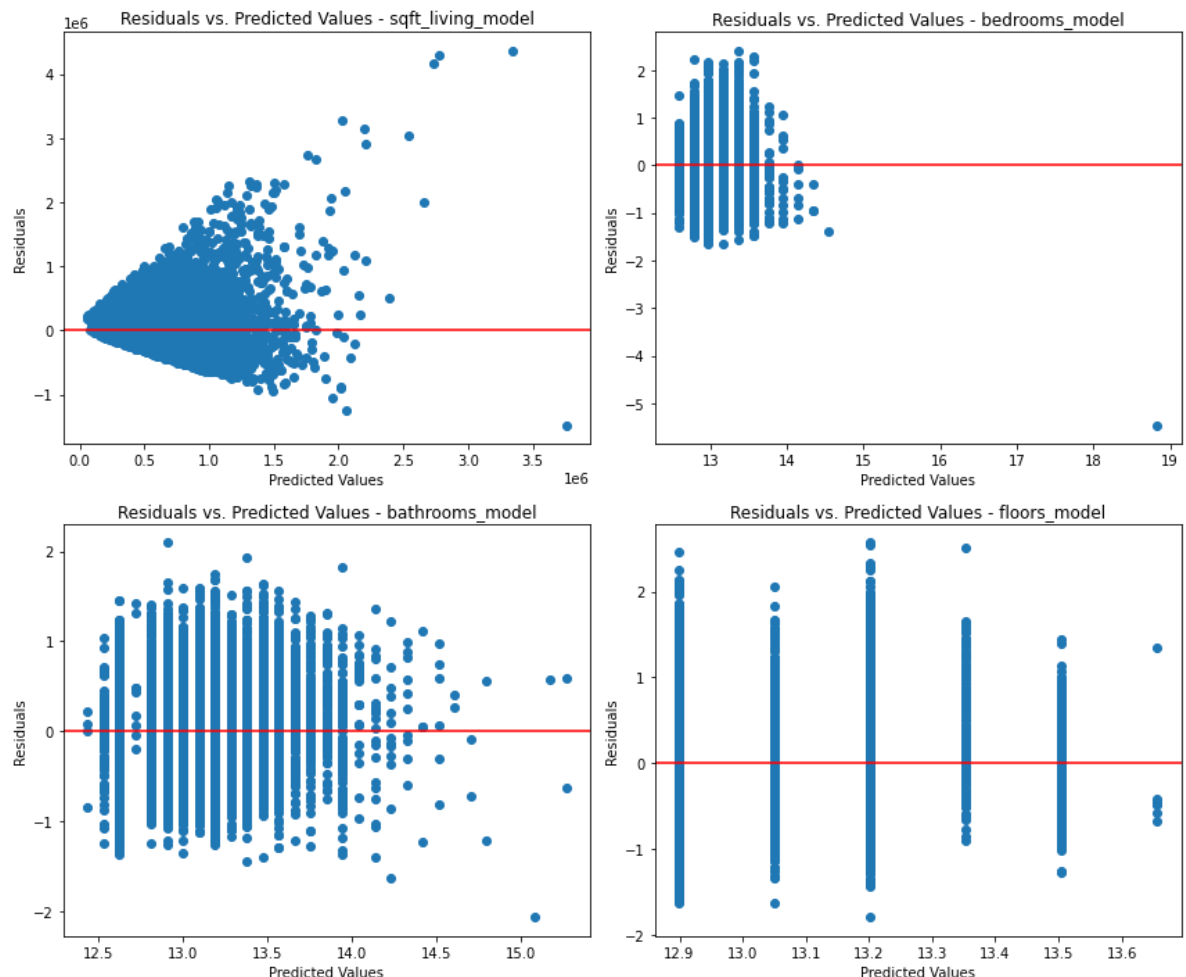 Residuals vs. Predicted Values - sqft_living_model
1e6
4
3
2
1
0
−1
Residuals
0.0 0.5 1.0 1.5 2.0 2.5 3.0 3.5
1e6
Predicted Values
Residuals vs. Predicted Values - bedrooms_model
2
1
0
−1
−2
−3
−4
−5
Residuals
13 14 15 16 17 18 19
Predicted Values
Residuals vs. Predicted Values - bathrooms_model
2
1
0
−1
−2
Residuals
12.5 13.0 13.5 14.0 14.5 15.0
Predicted Values
Residuals vs. Predicted Values - floors_model
2
1
0
−1
−2
Residuals
12.9 13.0 13.1 13.2 13.3 13.4 13.5 13.6
Predicted Values